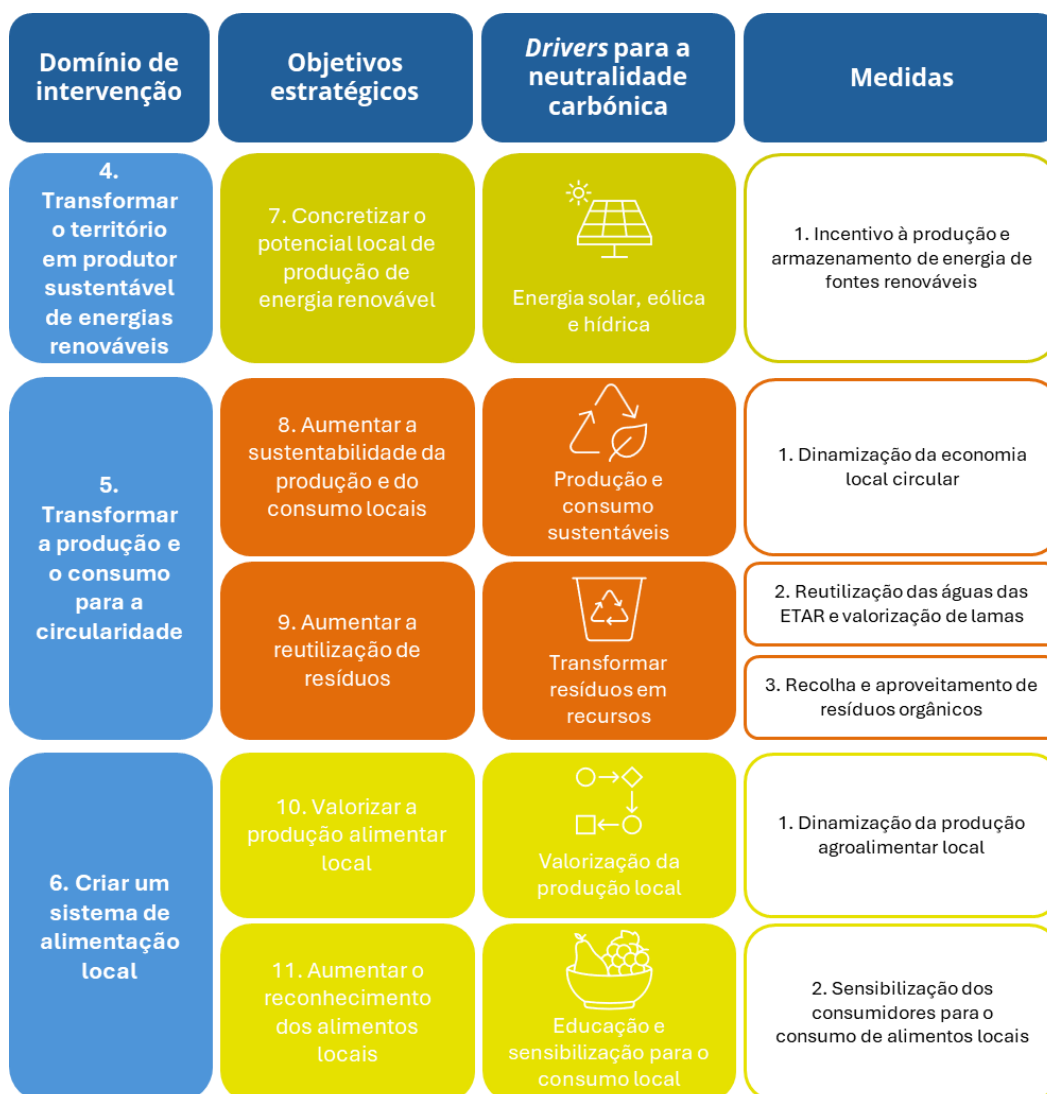 Domínio de
intervenção
Objetivos
estratégicos
Drivers para a
neutralidade
carbónica
Medidas
4.
Transformar
o território
em produtor
sustentável
de energias
renováveis
7. Concretizar o
potencial local de
produção de
energia renovável
Energia solar, eólica
e hídrica
1. Incentivo à produção e
armazenamento de energia de
fontes renováveis
5.
Transformar
a produção e
o consumo
para a
circularidade
8. Aumentar a
sustentabilidade da
produção e do
consumo locais
Produção e
consumo
sustentáveis
1. Dinamização da economia
local circular
9. Aumentar a
reutilização de
resíduos
Transformar
resíduos em
recursos
2. Reutilização das águas das
ETAR e valorização de lamas
3. Recolha e aproveitamento de
resíduos orgânicos
6. Criar um
sistema de
alimentação
local
10. Valorizar a
produção alimentar
local
Valorização da
produção local
1. Dinamização da produção
agroalimentar local
11. Aumentar o
reconhecimento
dos alimentos
locais
Educação e
sensibilização para o
consumo local
2. Sensibilização dos
consumidores para o
consumo de alimentos locais